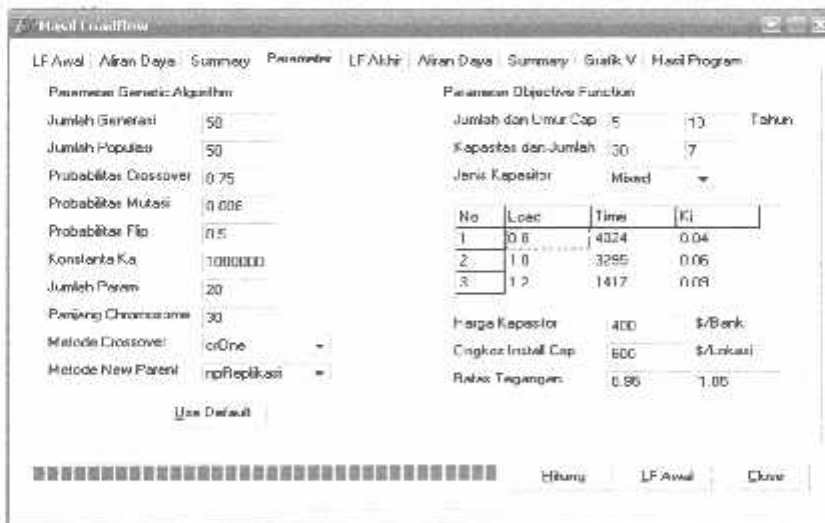 Hasil Loadflow
LF Awal Aliran Daya Summary Parameter LF Akhir Aliran Daya Summary Grafik V Hasil Program
Parameter Genetic Algorithm
Jumlah Generasi 50
Jumlah Populasi 50
Probabilitas Crossover 0.75
Probabilitas Mutasi 0.006
Probabilitas Flip 0.5
Konstanta Ka 1000000
Jumlah Param 20
Panjang Chromosome 30
Metode Crossover crOne
Metode New Parent npReplikasi
Use Default
Parameter Objective Function
Jumlah dan Umur Cap 5 10 Tahun
Kapasitas dan Jumlah 30 7
Jenis Kapasitor Mixed
No Load Time Ki
1 0.8 4024 0.04
2 1.0 3295 0.06
3 1.2 1417 0.09
Harga Kapasitor 400 $/Bank
Ongkos Install Cap 600 $/Lokasi
Batas Tegangan 0.95 1.05
Hitung LF Awal Close